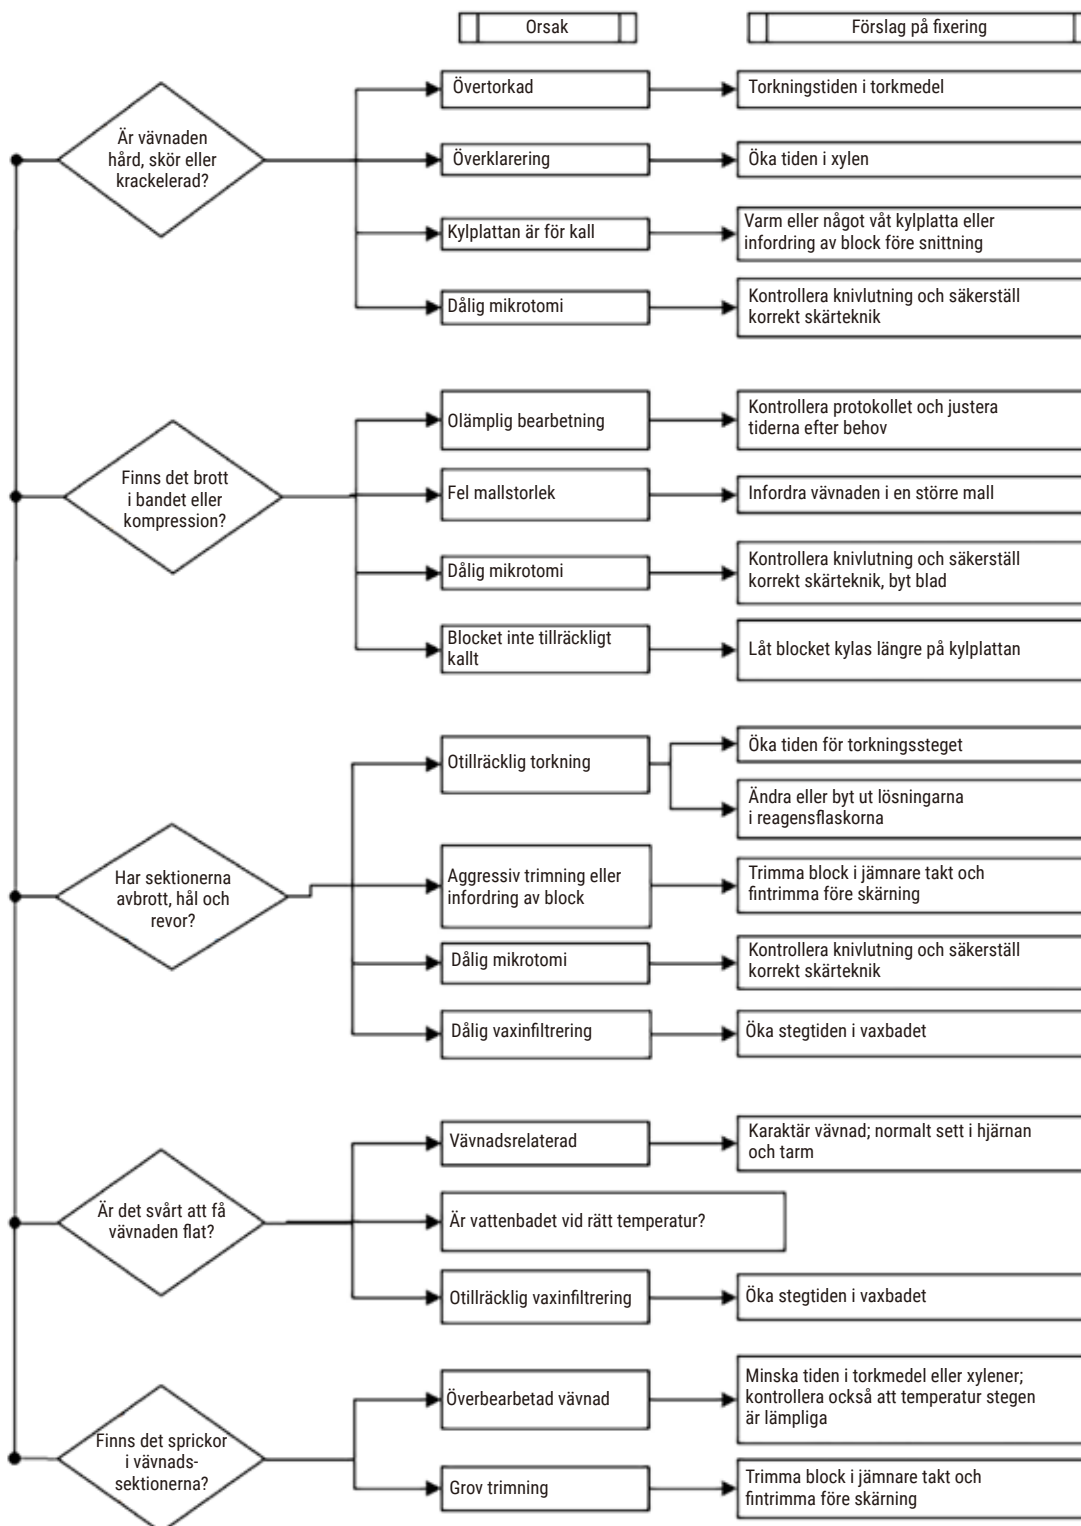 Orsak
Förslag på fixering
Är vävnaden
hård, skör eller
krackelerad?
Övertorkad
Torkningstiden i torkmedel
Överklarering
Öka tiden i xylen
Kylplattan är för kall
Varm eller något våt kylplatta eller
infordring av block före snittning
Dålig mikrotomi
Kontrollera knivlutning och säkerställ
korrekt skärteknik
Finns det brott
i bandet eller
kompression?
Olämplig bearbetning
Kontrollera protokollet och justera
tiderna efter behov
Fel mallstorlek
Infordra vävnaden i en större mall
Dålig mikrotomi
Kontrollera knivlutning och säkerställ
korrekt skärteknik, byt blad
Blocket inte tillräckligt
kallt
Låt blocket kylas längre på kylplattan
Har sektionerna
avbrott, hål och
revor?
Otillräcklig torkning
Öka tiden för torkningssteget
Ändra eller byt ut lösningarna
i reagensflaskorna
Aggressiv trimning eller
infordring av block
Trimma block i jämnare takt och
fintrimma före skärning
Dålig mikrotomi
Kontrollera knivlutning och säkerställ
korrekt skärteknik
Dålig vaxinfiltrering
Öka stegtiden i vaxbadet
Är det svårt att få
vävnaden flat?
Vävnadsrelaterad
Karaktär vävnad; normalt sett i hjärnan
och tarm
Är vattenbadet vid rätt temperatur?
Otillräcklig vaxinfiltrering
Öka stegtiden i vaxbadet
Finns det sprickor
i vävnads-
sektionerna?
Överbearbetad vävnad
Minska tiden i torkmedel eller xylener;
kontrollera också att temperatur stegen
är lämpliga
Grov trimning
Trimma block i jämnare takt och
fintrimma före skärning